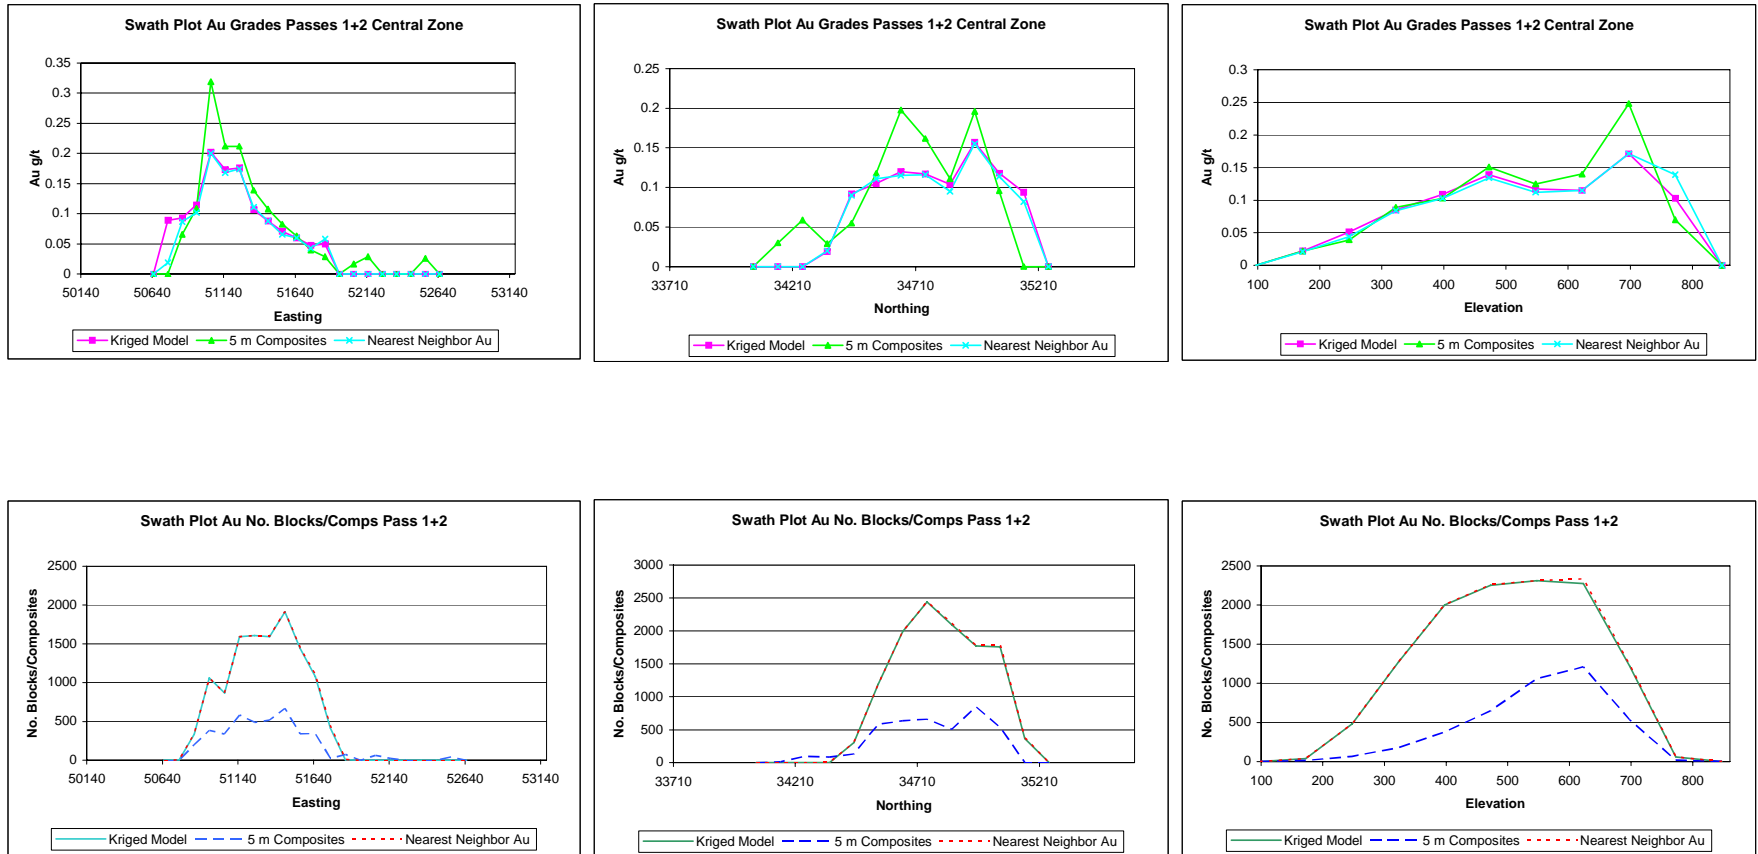 Swath Plot Au Grades Passes 1+2 Central Zone
0.35
0.3
0.25
0.2
0.15
0.1
0.05
0
Au g/t
50140 50640 51140 51640 52140 52640 53140
Easting
Kriged Model 5 m Composites Nearest Neighbor Au
Swath Plot Au Grades Passes 1+2 Central Zone
0.25
0.2
0.15
0.1
0.05
0
Au g/t
33710 34210 34710 35210
Northing
Kriged Model 5 m Composites Nearest Neighbor Au
Swath Plot Au Grades Passes 1+2 Central Zone
0.3
0.25
0.2
0.15
0.1
0.05
0
Au g/t
100 200 300 400 500 600 700 800
Elevation
Kriged Model 5 m Composites Nearest Neighbor Au
Swath Plot Au No. Blocks/Comps Pass 1+2
2500
2000
1500
1000
500
0
No. Blocks/Composites
50140 50640 51140 51640 52140 52640 53140
Easting
Kriged Model 5 m Composites Nearest Neighbor Au
Swath Plot Au No. Blocks/Comps Pass 1+2
3000
2500
2000
1500
1000
500
0
No. Blocks/Composites
33710 34210 34710 35210
Northing
Kriged Model 5 m Composites Nearest Neighbor Au
Swath Plot Au No. Blocks/Comps Pass 1+2
2500
2000
1500
1000
500
0
No. Blocks/Composites
100 200 300 400 500 600 700 800
Elevation
Kriged Model 5 m Composites Nearest Neighbor Au